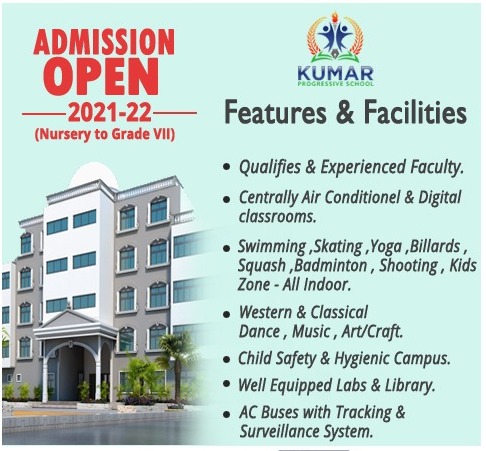 ADMISSION
OPEN
2021-22
(Nursery to Grade VII)
KUMAR
PROGRESSIVE SCHOOL
Features & Facilities
• Qualifies & Experienced Faculty.
• Centrally Air Conditionel & Digital
classrooms.
• Swimming ,Skating ,Yoga ,Billards ,
Squash ,Badminton , Shooting , Kids
Zone - All Indoor.
• Western & Classical
Dance , Music , Art/Craft.
• Child Safety & Hygienic Campus.
• Well Equipped Labs & Library.
• AC Buses with Tracking &
Surveillance System.